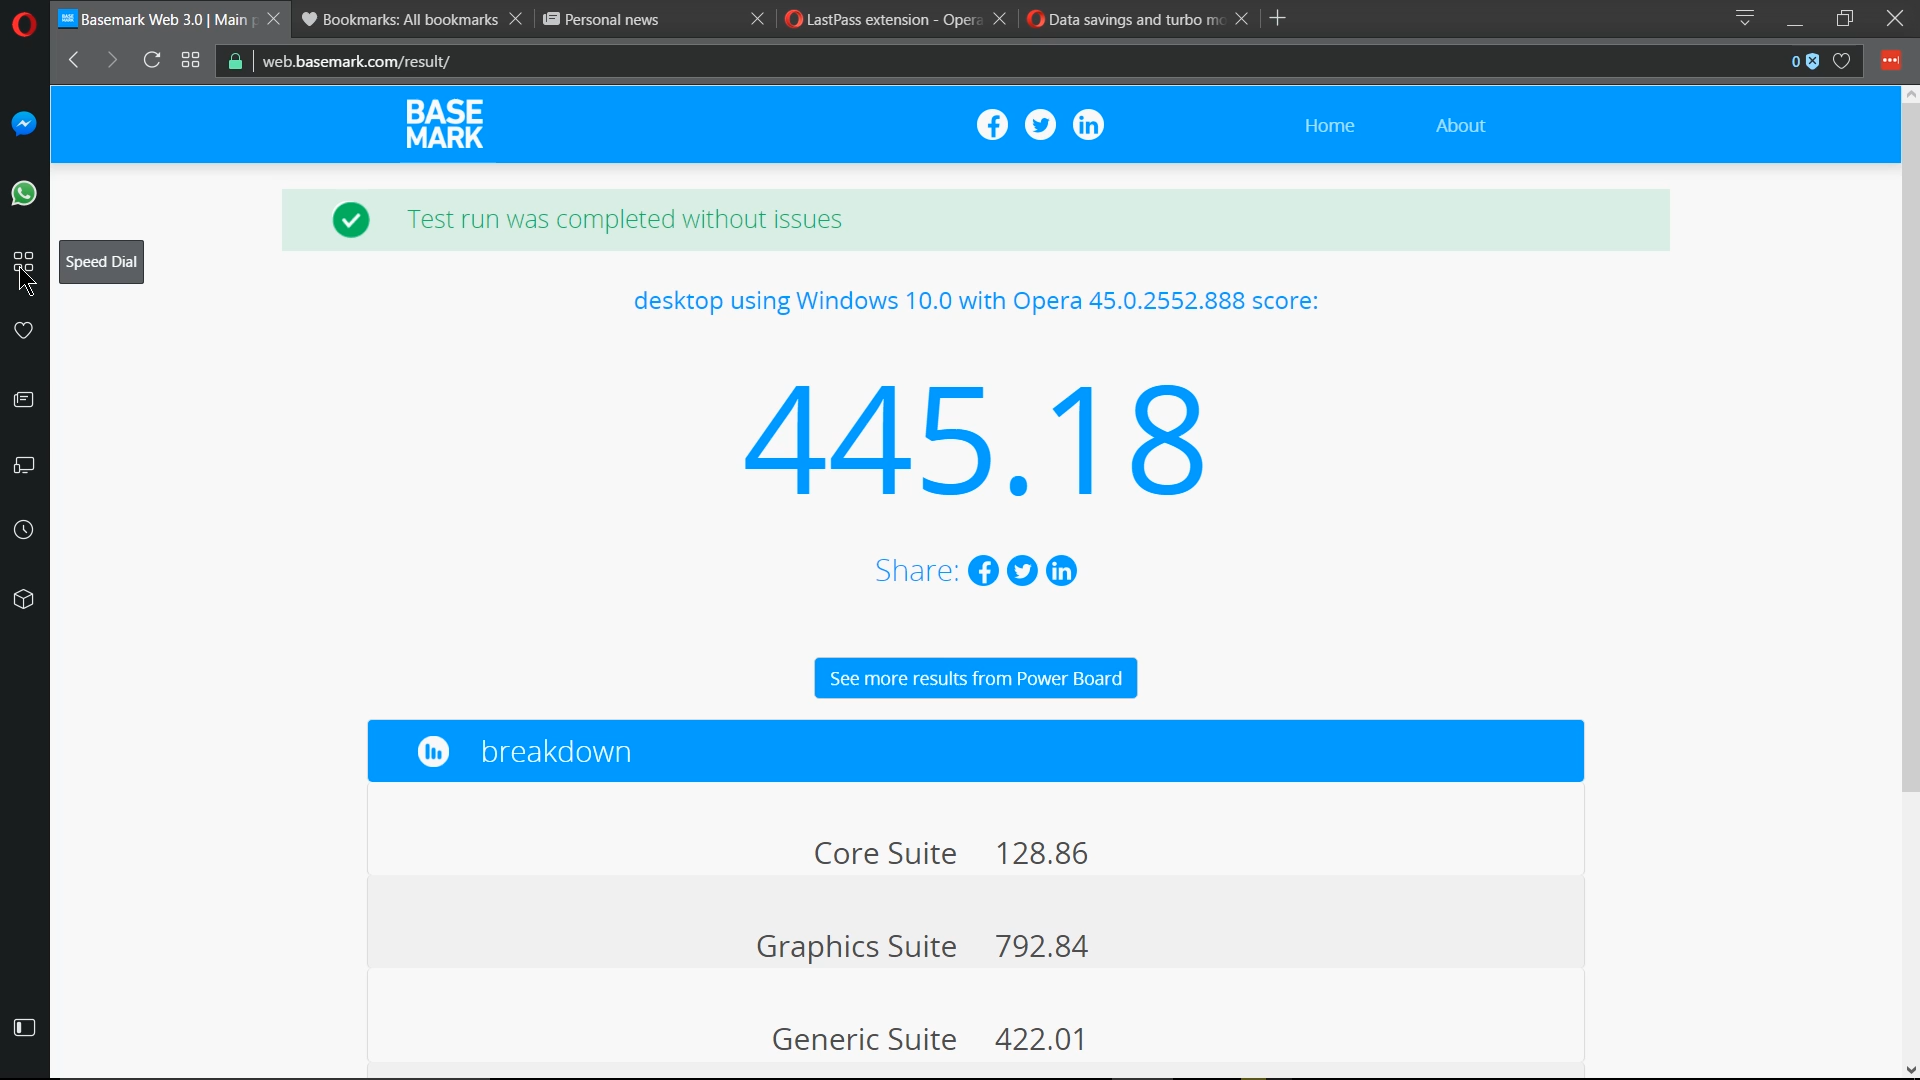 Basemark Web 3.0 | Main p
Bookmarks: All bookmarks
Personal news
LastPass extension - Opera
Data savings and turbo mo
web.basemark.com/result/
0
BASE
MARK
Home
About
Test run was completed without issues
Speed Dial
desktop using Windows 10.0 with Opera 45.0.2552.888 score:
445.18
Share:
See more results from Power Board
breakdown
Core Suite 128.86
Graphics Suite 792.84
Generic Suite 422.01